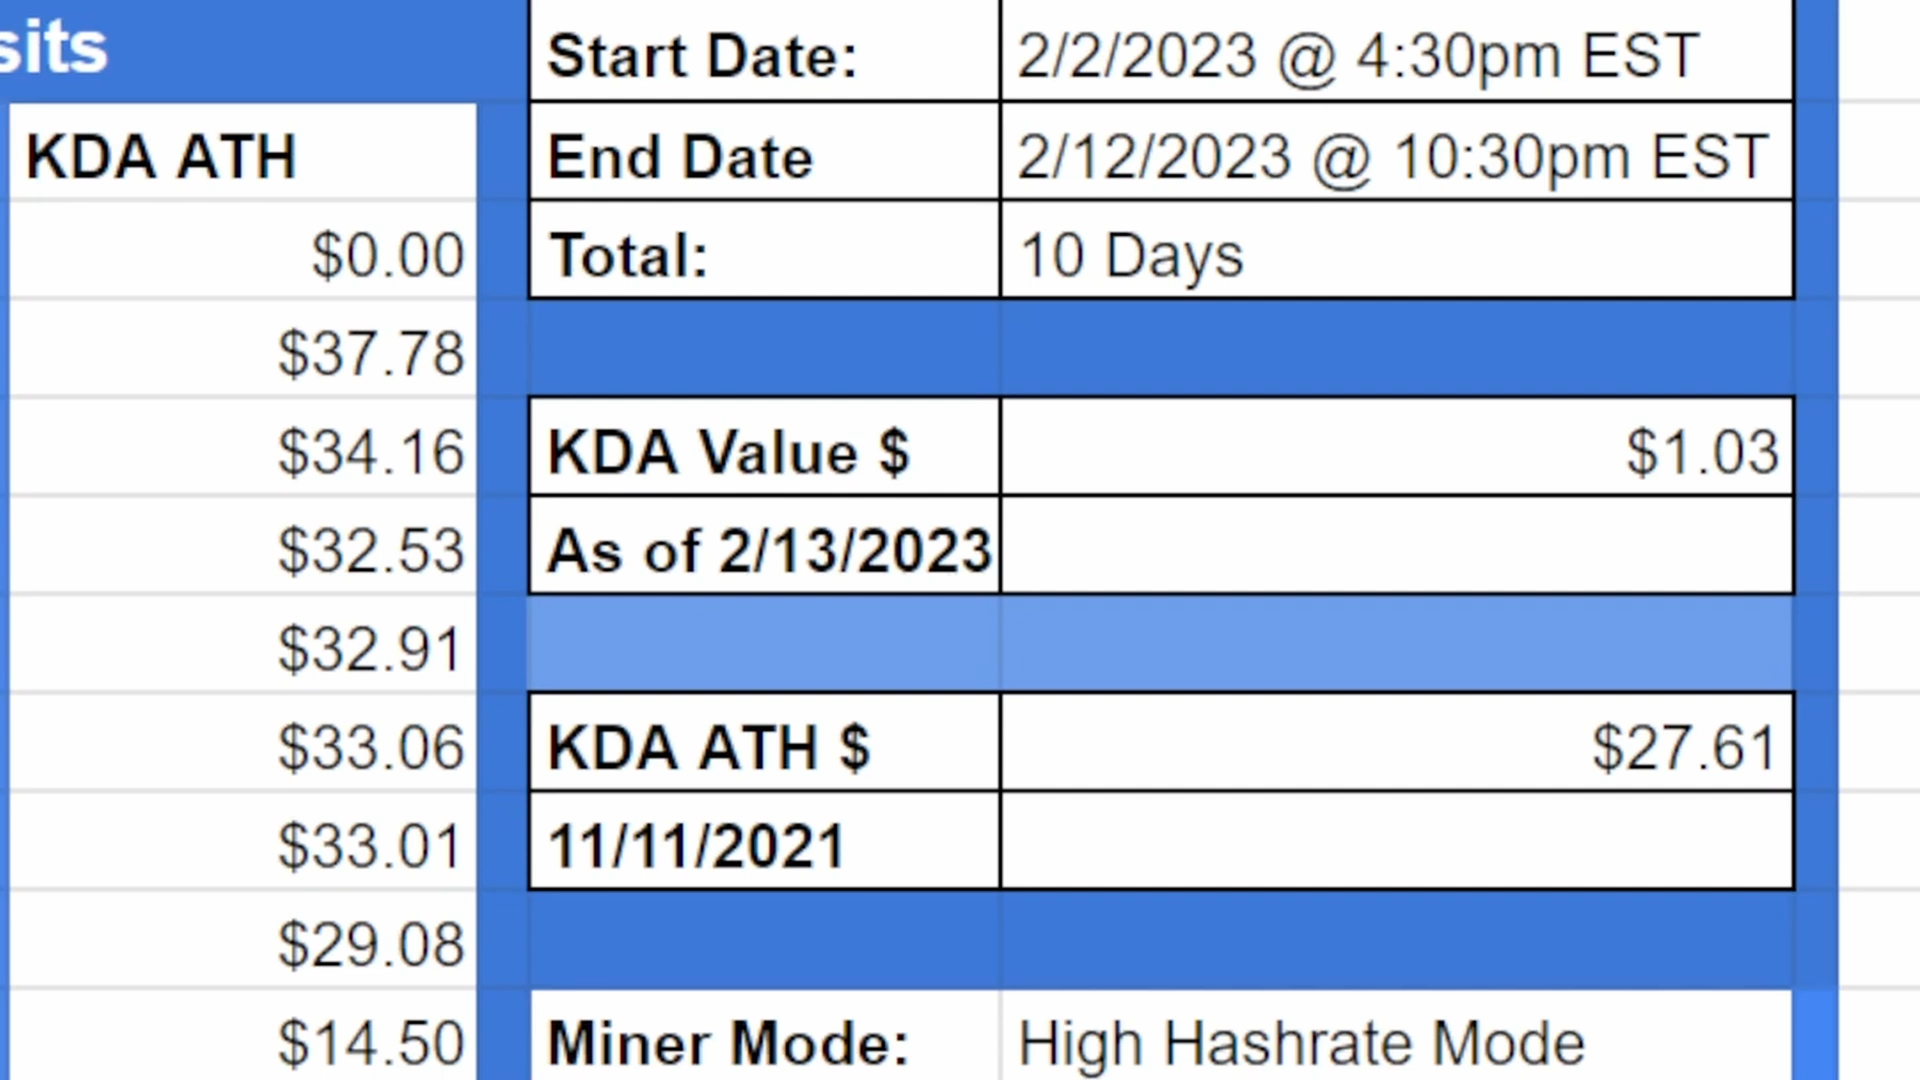 sits
KDA ATH
$0.00
$37.78
$34.16
$32.53
$32.91
$33.06
$33.01
$29.08
$14.50
Start Date: 2/2/2023 @ 4:30pm EST
End Date 2/12/2023 @ 10:30pm EST
Total: 10 Days
KDA Value $ $1.03
As of 2/13/2023
KDA ATH $ $27.61
11/11/2021
Miner Mode: High Hashrate Mode